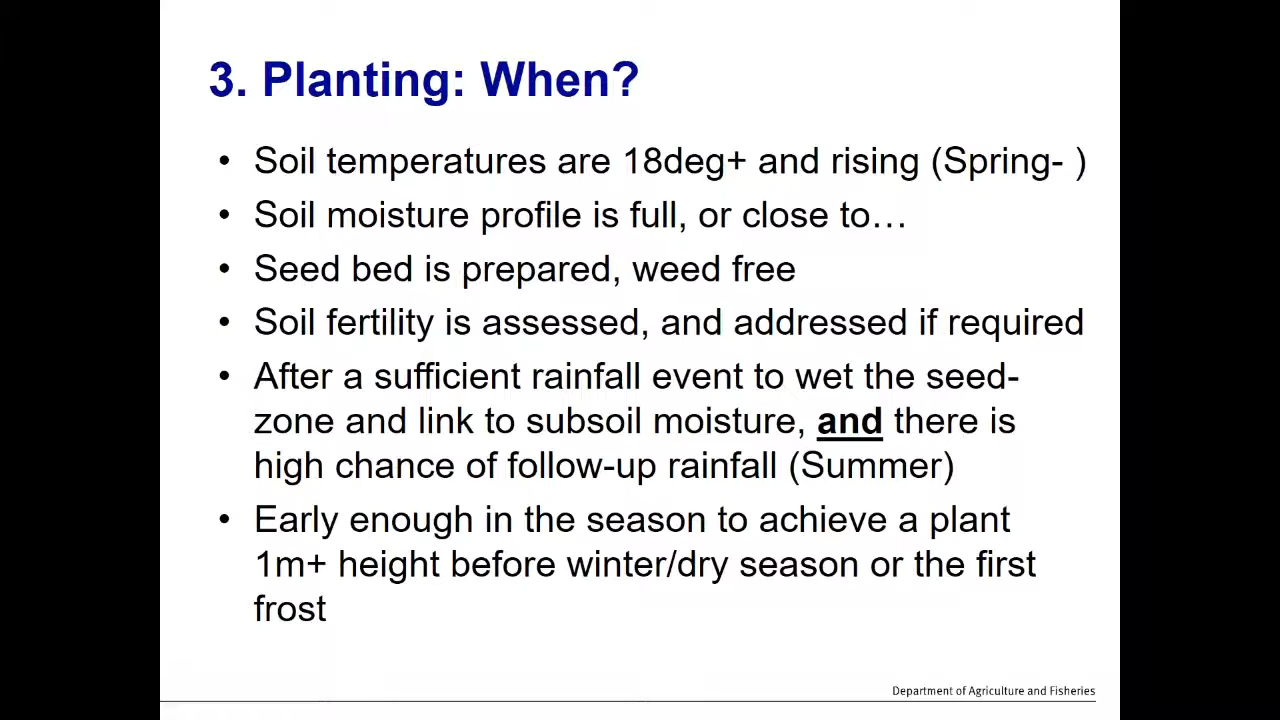 3. Planting: When?
• Soil temperatures are 18deg+ and rising (Spring- )
• Soil moisture profile is full, or close to…
• Seed bed is prepared, weed free
• Soil fertility is assessed, and addressed if required
• After a sufficient rainfall event to wet the seed-
zone and link to subsoil moisture, and there is
high chance of follow-up rainfall (Summer)
• Early enough in the season to achieve a plant
1m+ height before winter/dry season or the first
frost
Department of Agriculture and Fisheries